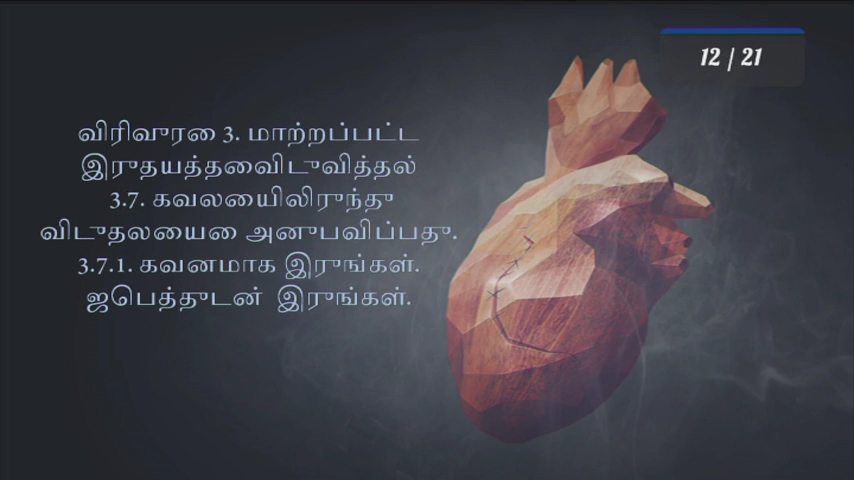 12 / 21
விரிவுரை 3. மாற்றப்பட்ட
இருதயத்தைவிடுவித்தல்
3.7. கவலையிலிருந்து
விடுதலையை அனுபவிப்பது.
3.7.1. கவனமாக இருங்கள்.
ஜபெத்துடன் இருங்கள்.